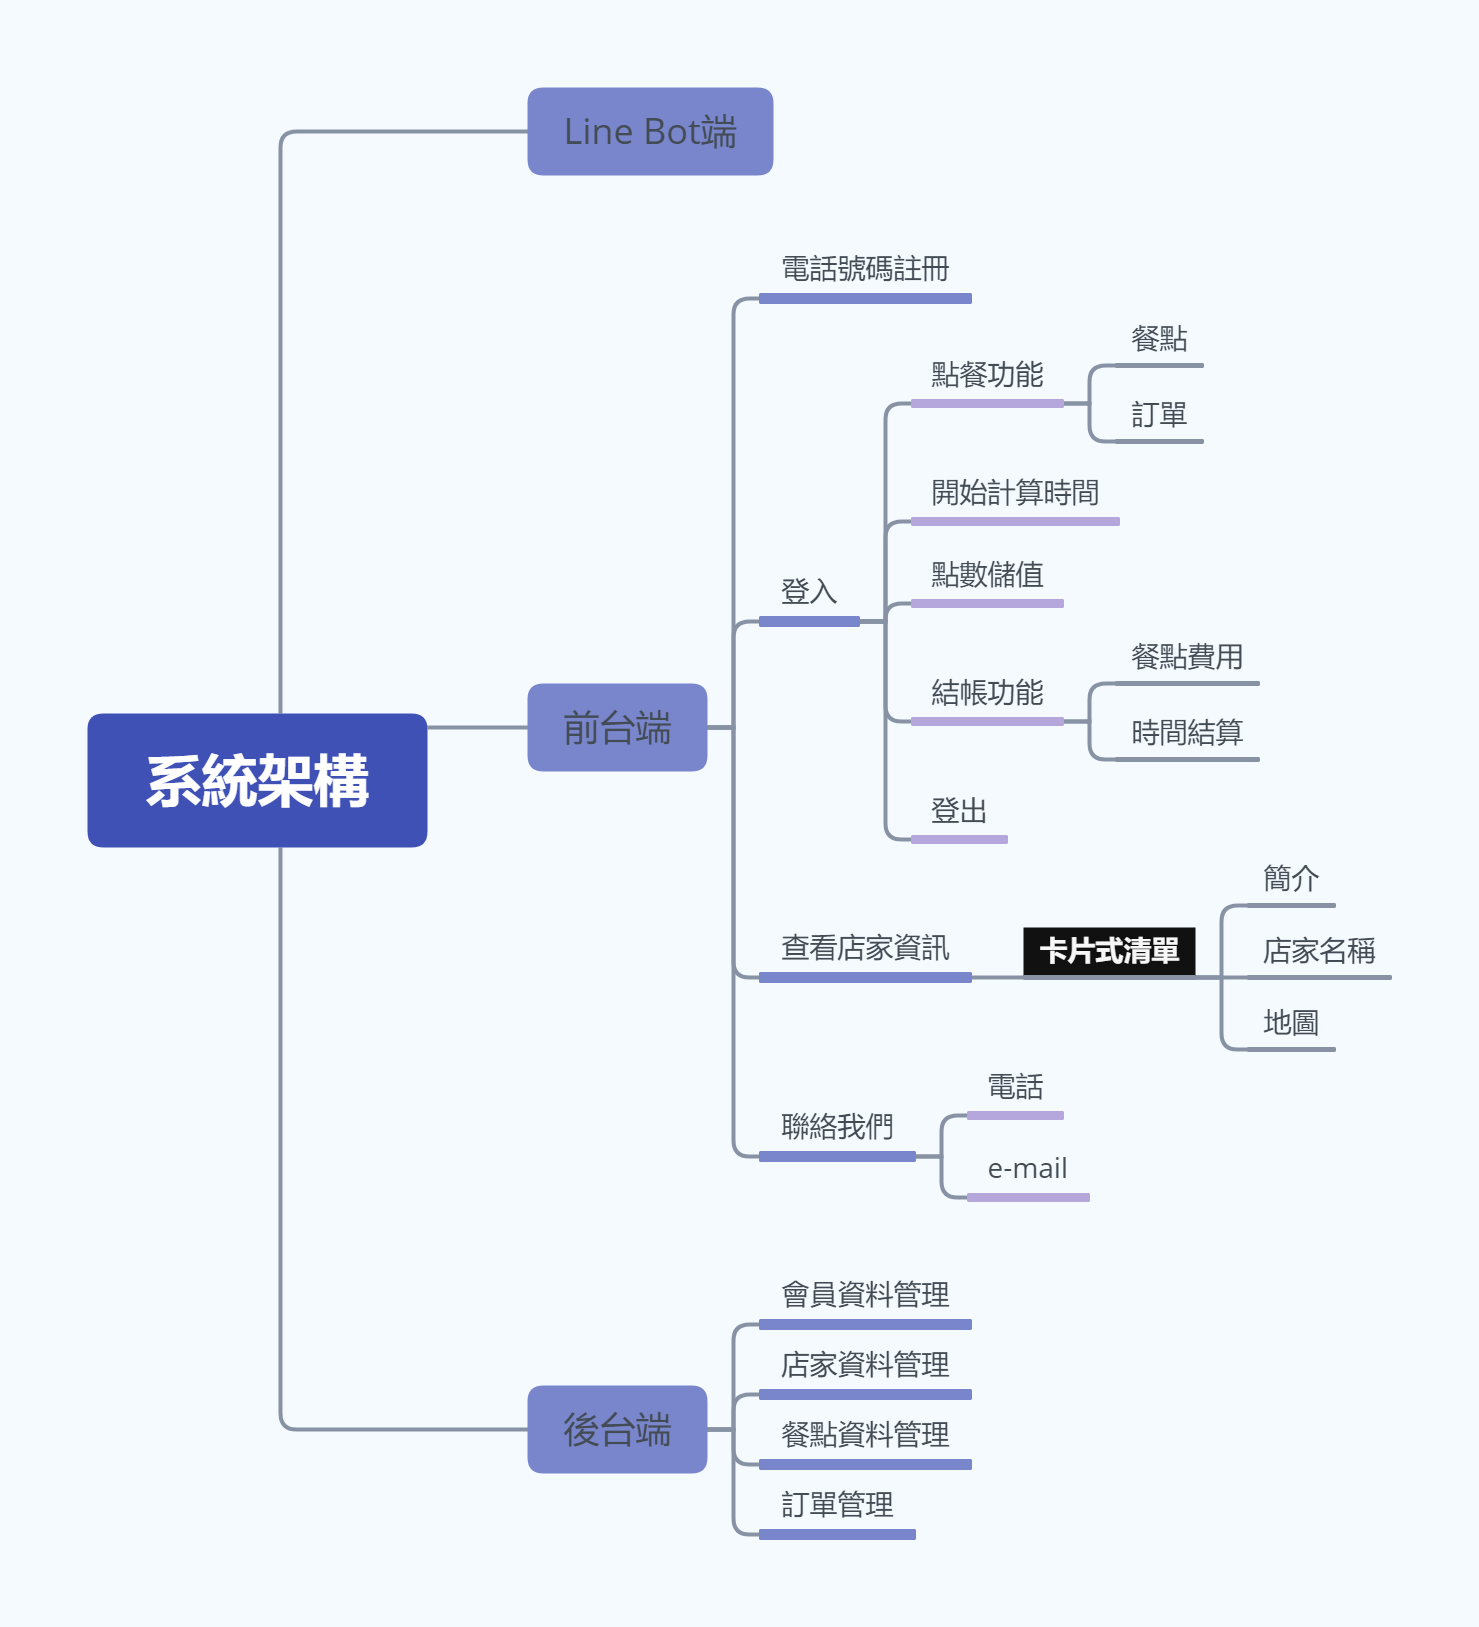 Line Bot端
電話號碼註冊
餐點
點餐功能
訂單
開始計算時間
點數儲值
登入
餐點費用
結帳功能
時間結算
前台端
系統架構
登出
簡介
查看店家資訊
卡片式清單
店家名稱
地圖
電話
聯絡我們
e-mail
會員資料管理
店家資料管理
後台端
餐點資料管理
訂單管理